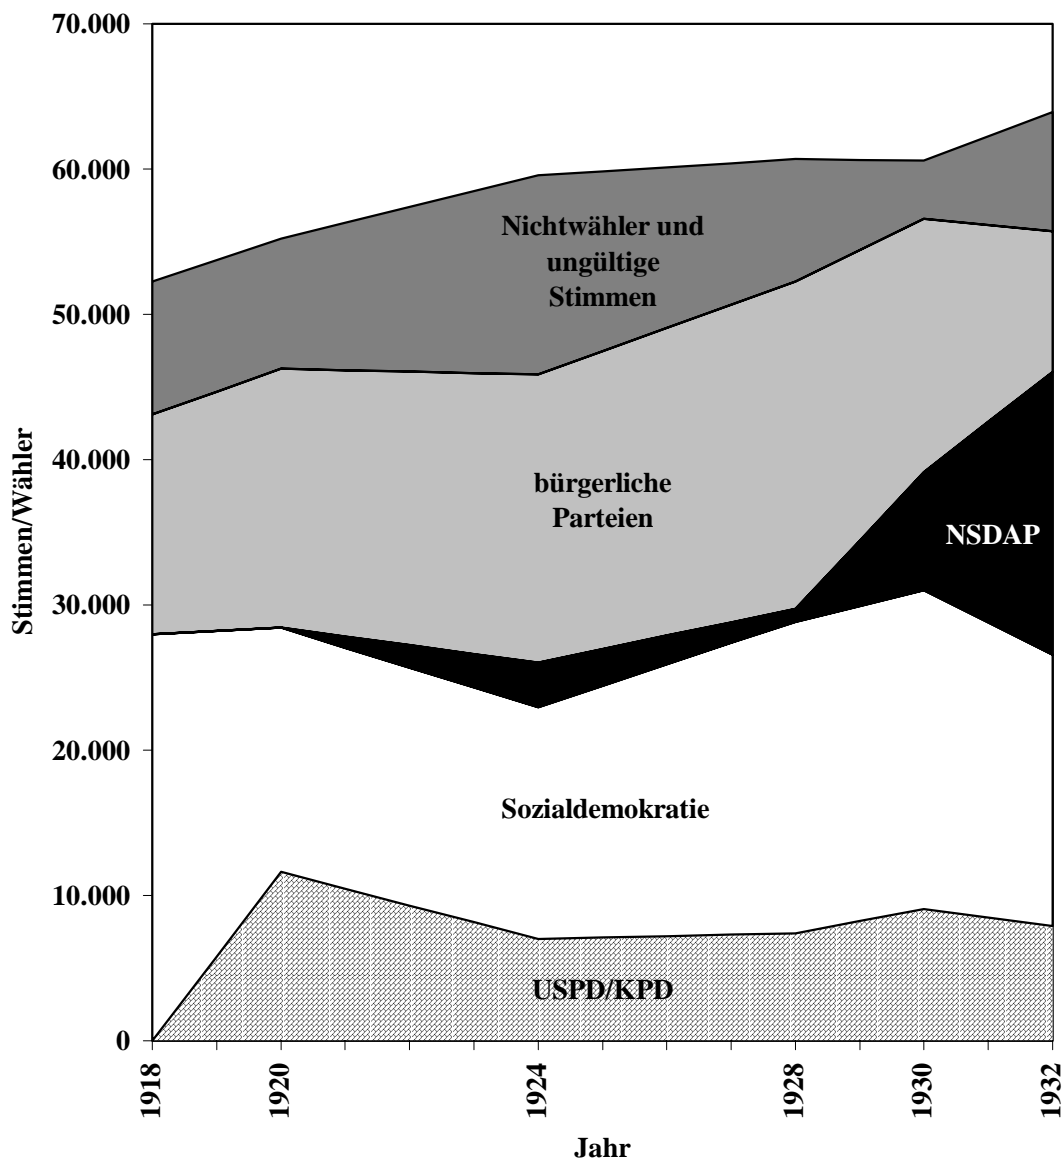 70.000
60.000
50.000
40.000
30.000
20.000
10.000
0
Stimmen/Wähler
Nichtwähler und
ungültige
Stimmen
bürgerliche
Parteien
NSDAP
Sozialdemokratie
USPD/KPD
1918
1920
1924
1928
1930
1932
Jahr